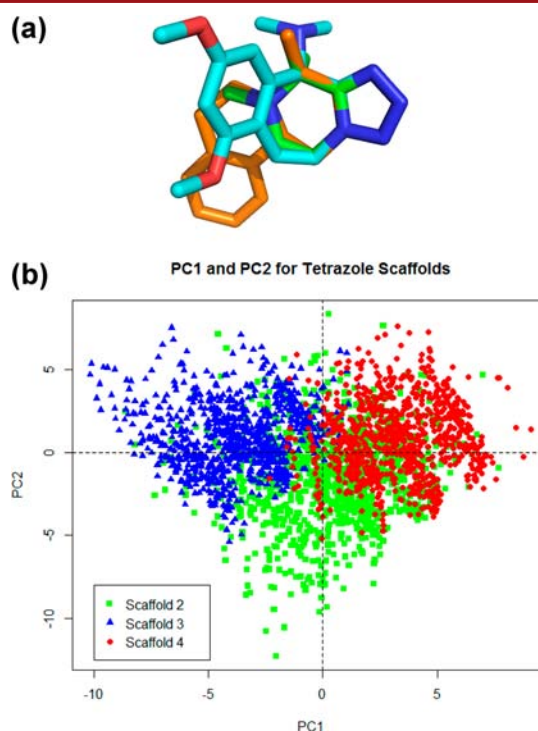 (a)
(b)
PC1 and PC2 for Tetrazole Scaffolds
5
0
-5
-10
PC2
Scaffold 2
Scaffold 3
Scaffold 4
-10 -5 0 5
PC1